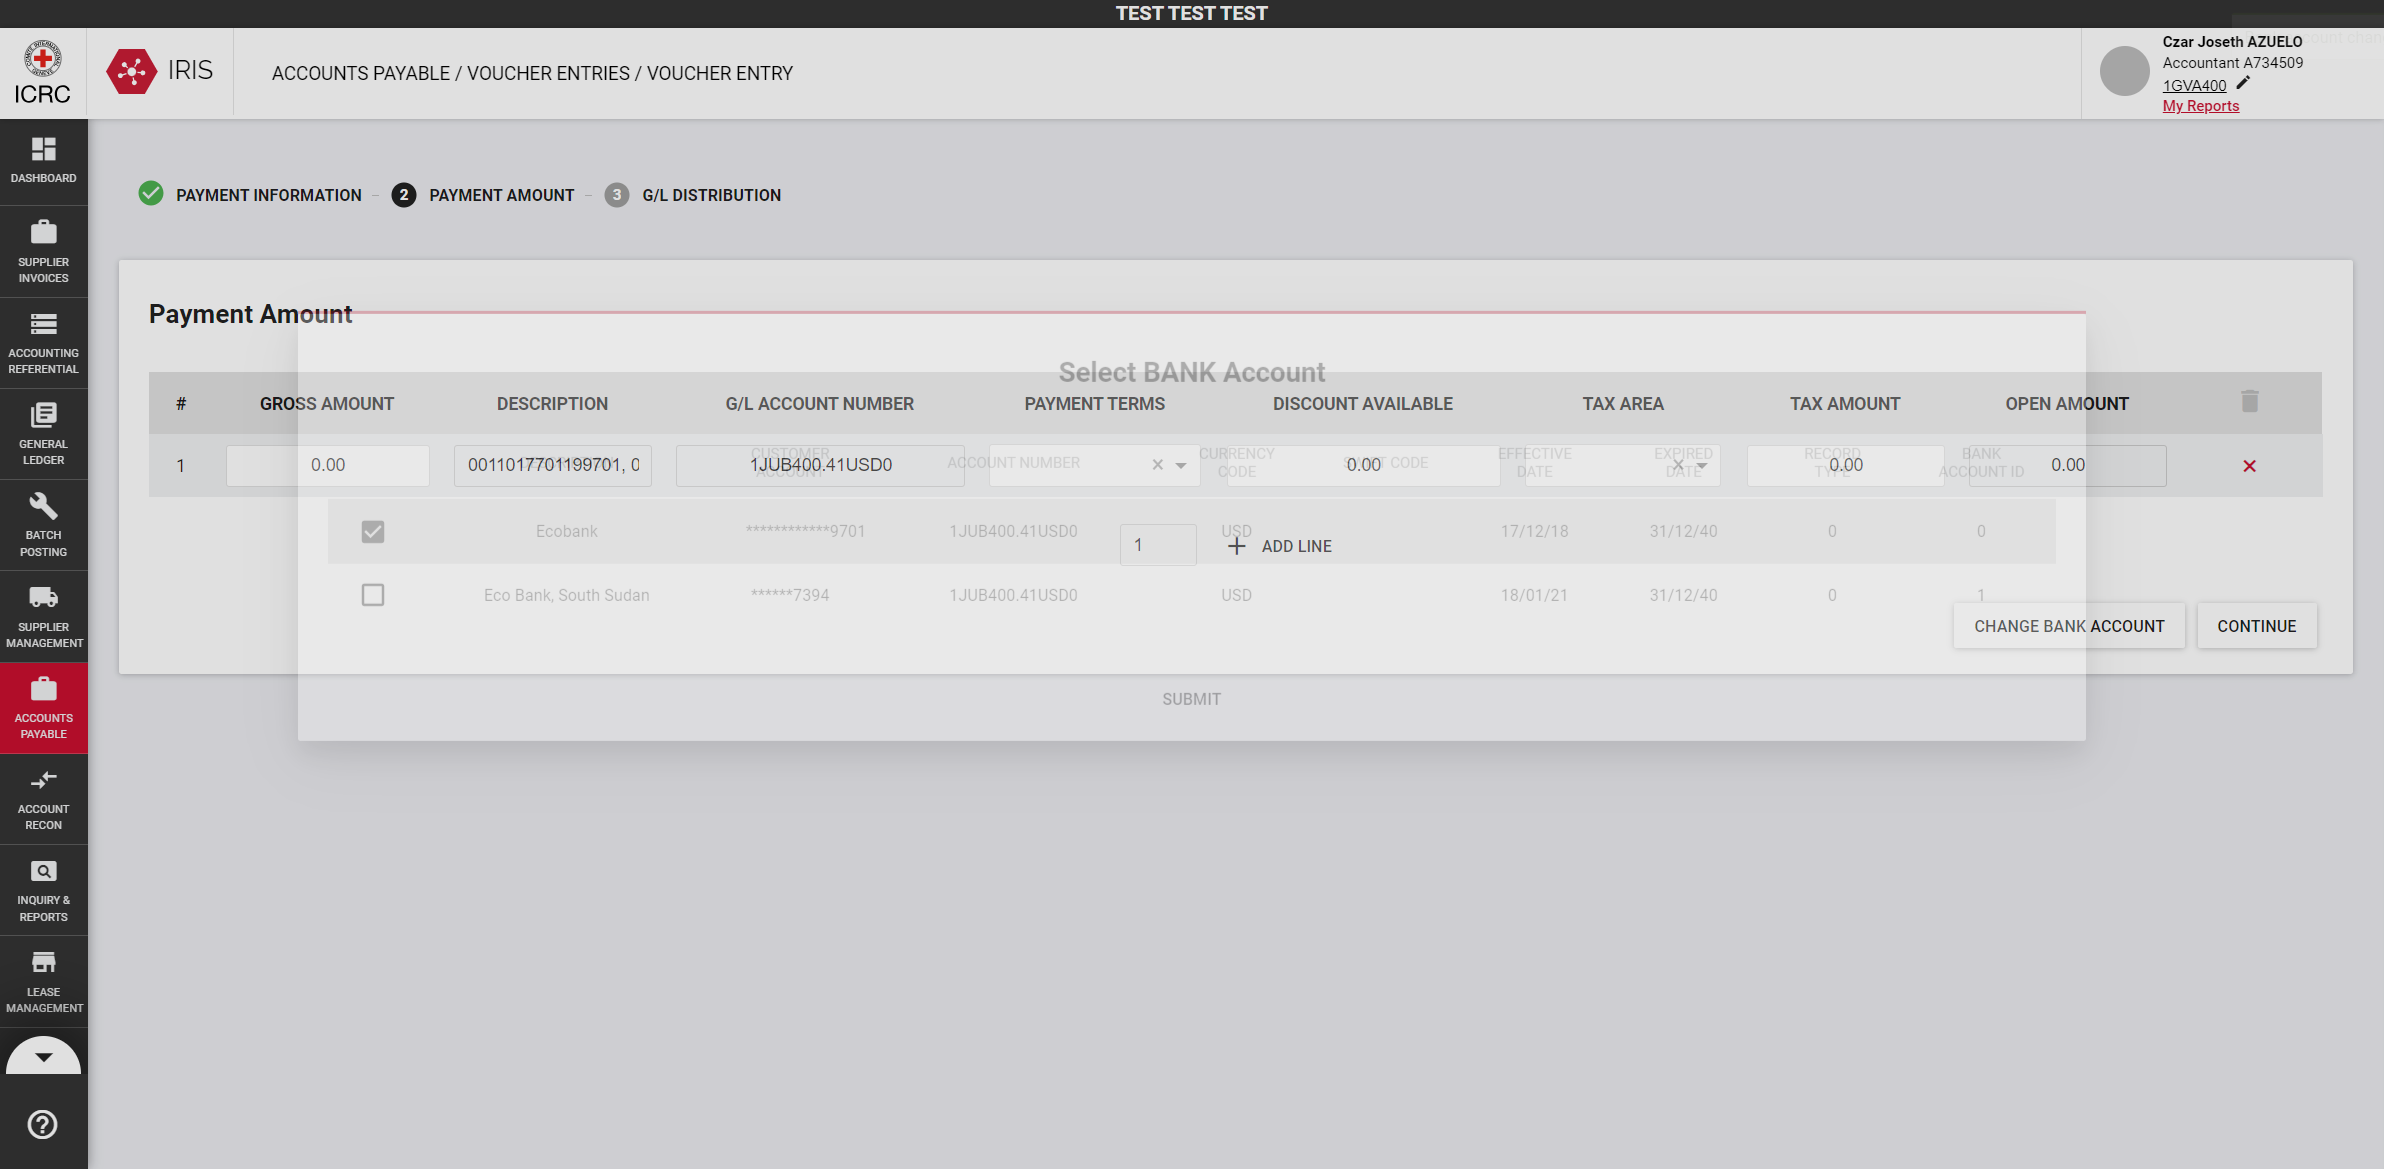 TEST TEST TEST
ICRC
IRIS
ACCOUNTS PAYABLE / VOUCHER ENTRIES / VOUCHER ENTRY
Czar Joseth AZUELO
Accountant A734509
1GVA400
My Reports
DASHBOARD
SUPPLIER
INVOICES
ACCOUNTING
REFERENTIAL
GENERAL
LEDGER
BATCH
POSTING
SUPPLIER
MANAGEMENT
ACCOUNTS
PAYABLE
ACCOUNT
RECON
INQUIRY &
REPORTS
LEASE
MANAGEMENT
PAYMENT INFORMATION
2 PAYMENT AMOUNT
3 G/L DISTRIBUTION
Payment Amount
Select BANK Account
# GROSS AMOUNT DESCRIPTION G/L ACCOUNT NUMBER PAYMENT TERMS DISCOUNT AVAILABLE TAX AREA TAX AMOUNT OPEN AMOUNT
1 0.00 0011017701199701, 0 1JUB400.41USD0 0.00 0.00 0.00
CUSTOMER ACCOUNT
ACCOUNT NUMBER
CURRENCY CODE
EFFECTIVE DATE
EXPIRED DATE
RECORD TYPE
BANK ACCOUNT ID
Ecobank ************9701 1JUB400.41USD0 USD 17/12/18 31/12/40 0 0
1 ADD LINE
Eco Bank, South Sudan ******7394 1JUB400.41USD0 USD 18/01/21 31/12/40 0 1
CHANGE BANK ACCOUNT
CONTINUE
SUBMIT